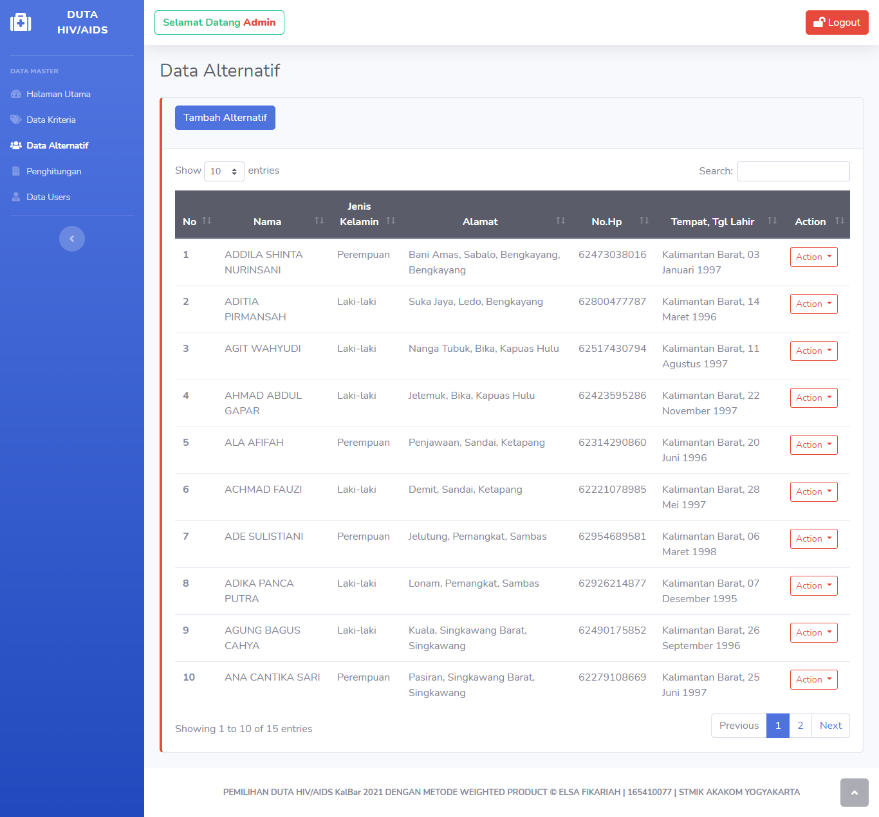 DUTA
HIV/AIDS
DATA MASTER
Halaman Utama
Data Kriteria
Data Alternatif
Penghitungan
Data Users
Selamat Datang Admin
Logout
Data Alternatif
Tambah Alternatif
Show 10 entries
Search:
No Nama Jenis Kelamin Alamat No.Hp Tempat, Tgl Lahir Action
1 ADDILA SHINTA Perempuan Bani Amas, Sabalo, Bengkayang, 62473038016 Kalimantan Barat, 03 Action
NURINSANI Bengkayang Januari 1997
2 ADITIA Laki-laki Suka Jaya, Ledo, Bengkayang 62800477787 Kalimantan Barat, 14 Action
PIRMANSAH Maret 1996
3 AGIT WAHYUDI Laki-laki Nanga Tubuk, Bika, Kapuas Hulu 62517430794 Kalimantan Barat, 11 Action
Agustus 1997
4 AHMAD ABDUL Laki-laki Jelemuk, Bika, Kapuas Hulu 62423595286 Kalimantan Barat, 22 Action
GAPAR November 1997
5 ALA AFIFAH Perempuan Penjawaan, Sandai, Ketapang 62314290860 Kalimantan Barat, 20 Action
Juni 1996
6 ACHMAD FAUZI Laki-laki Demit, Sandai, Ketapang 62221078985 Kalimantan Barat, 28 Action
Mei 1997
7 ADE SULISTIANI Perempuan Jelutung, Pemangkat, Sambas 62954689581 Kalimantan Barat, 06 Action
Maret 1998
8 ADIKA PANCA Laki-laki Lonam, Pemangkat, Sambas 62926214877 Kalimantan Barat, 07 Action
PUTRA Desember 1995
9 AGUNG BAGUS Laki-laki Kuala, Singkawang Barat, 62490175852 Kalimantan Barat, 26 Action
CAHYA Singkawang September 1996
10 ANA CANTIKA SARI Perempuan Pasiran, Singkawang Barat, 62279108669 Kalimantan Barat, 25 Action
Singkawang Juni 1997
Showing 1 to 10 of 15 entries
Previous 1 2 Next
PEMILIHAN DUTA HIV/AIDS KalBar 2021 DENGAN METODE WEIGHTED PRODUCT © ELSA FIKARIAH | 165410077 | STMIK AKAKOM YOGYAKARTA